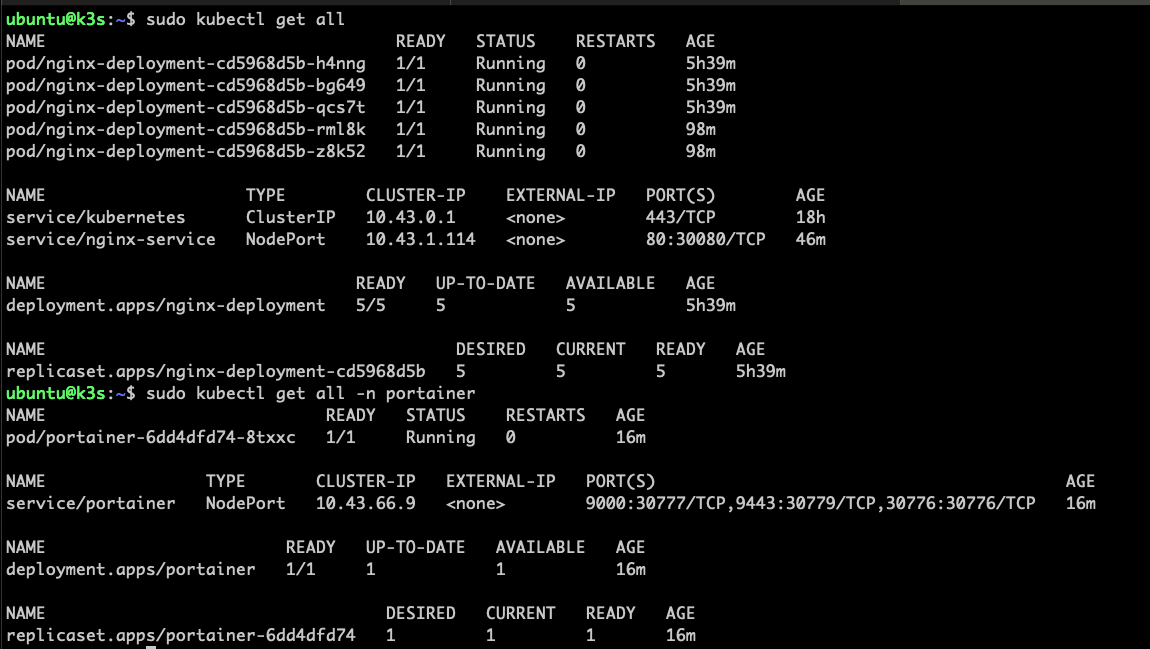 ubuntu@k3s:~$ sudo kubectl get all
NAME READY STATUS RESTARTS AGE
pod/nginx-deployment-cd5968d5b-h4nng 1/1 Running 0 5h39m
pod/nginx-deployment-cd5968d5b-bg649 1/1 Running 0 5h39m
pod/nginx-deployment-cd5968d5b-qcs7t 1/1 Running 0 5h39m
pod/nginx-deployment-cd5968d5b-rml8k 1/1 Running 0 98m
pod/nginx-deployment-cd5968d5b-z8k52 1/1 Running 0 98m
NAME TYPE CLUSTER-IP EXTERNAL-IP PORT(S) AGE
service/kubernetes ClusterIP 10.43.0.1 <none> 443/TCP 18h
service/nginx-service NodePort 10.43.1.114 <none> 80:30080/TCP 46m
NAME READY UP-TO-DATE AVAILABLE AGE
deployment.apps/nginx-deployment 5/5 5 5 5h39m
NAME DESIRED CURRENT READY AGE
replicaset.apps/nginx-deployment-cd5968d5b 5 5 5 5h39m
ubuntu@k3s:~$ sudo kubectl get all -n portainer
NAME READY STATUS RESTARTS AGE
pod/portainer-6dd4dfd74-8txxc 1/1 Running 0 16m
NAME TYPE CLUSTER-IP EXTERNAL-IP PORT(S) AGE
service/portainer NodePort 10.43.66.9 <none> 9000:30777/TCP,9443:30779/TCP,30776:30776/TCP 16m
NAME READY UP-TO-DATE AVAILABLE AGE
deployment.apps/portainer 1/1 1 1 16m
NAME DESIRED CURRENT READY AGE
replicaset.apps/portainer-6dd4dfd74 1 1 1 16m